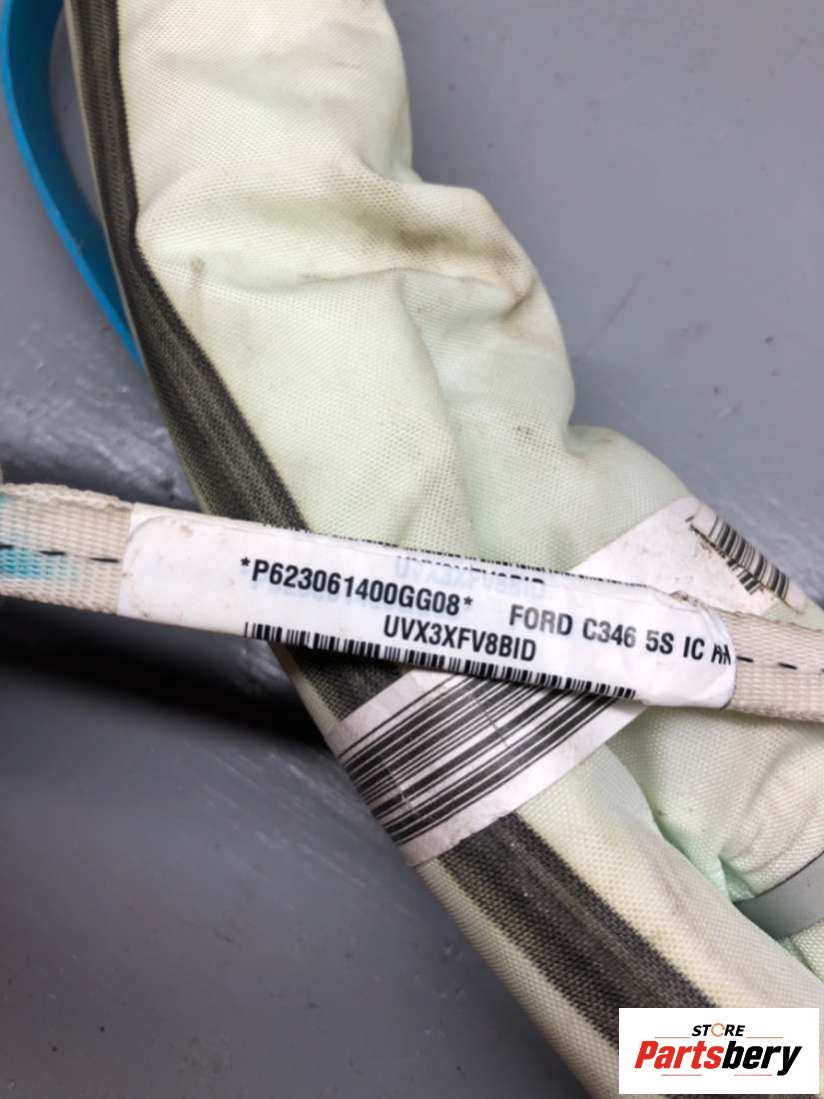 *P623061400GG08* FORD C346 5S IC
UVX3XFV8BID
STORE
Partsbery